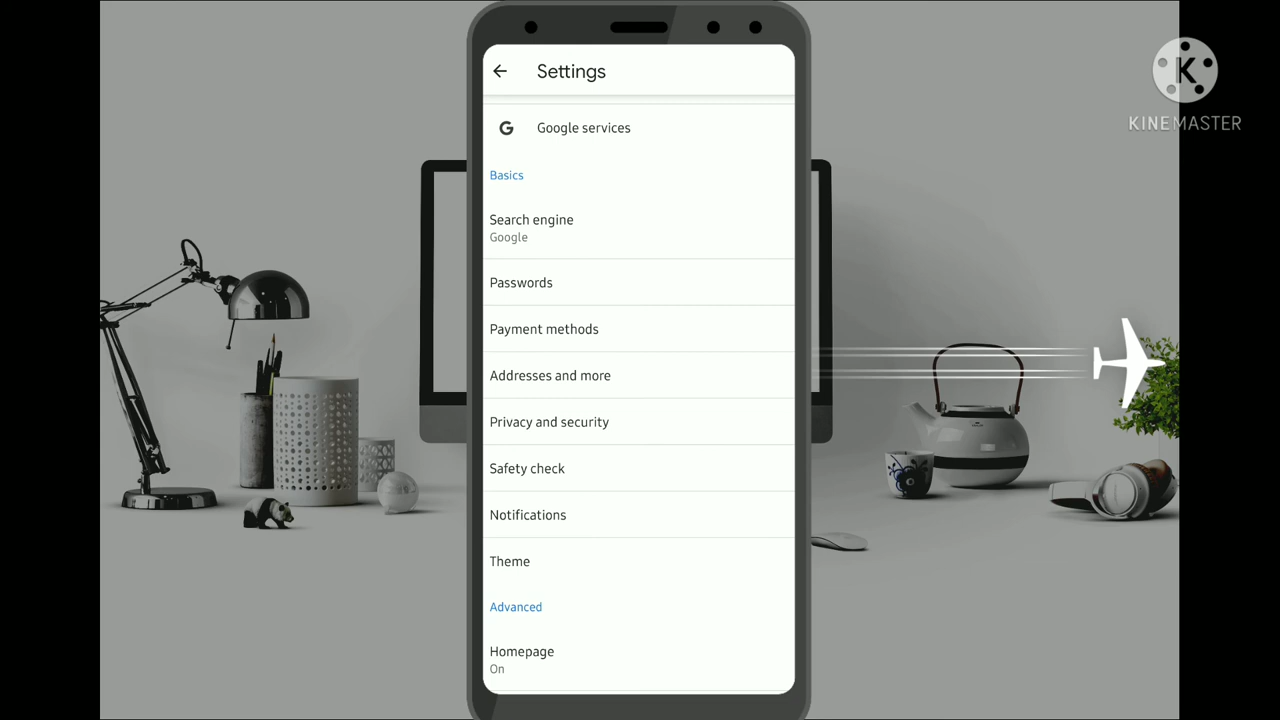 Settings
K
KINEMASTER
G
Google services
Basics
Search engine
Google
Passwords
Payment methods
Addresses and more
Privacy and security
Safety check
Notifications
Theme
Advanced
Homepage
On